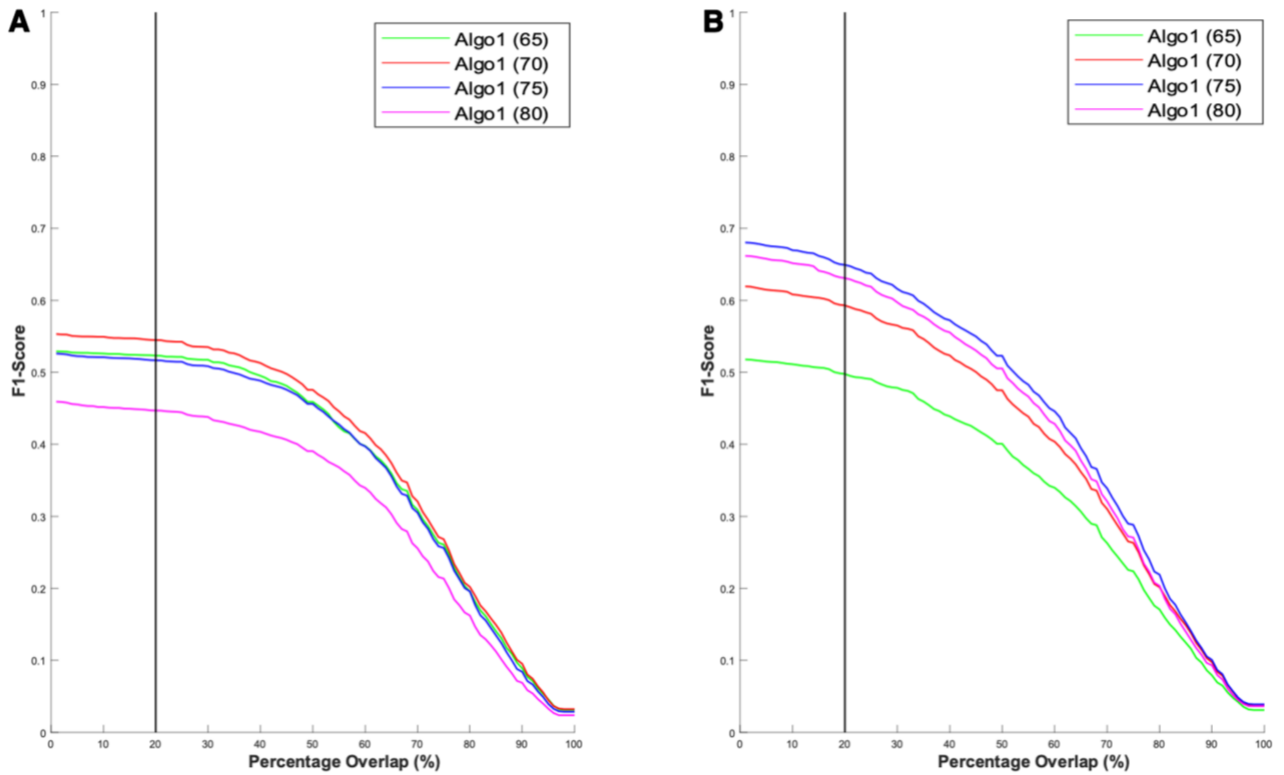 A
1
0.9
0.8
0.7
0.6
0.5
0.4
0.3
0.2
0.1
0
F1-Score
0 10 20 30 40 50 60 70 80 90 100
Percentage Overlap (%)
Algo1 (65)
Algo1 (70)
Algo1 (75)
Algo1 (80)
B
1
0.9
0.8
0.7
0.6
0.5
0.4
0.3
0.2
0.1
0
F1-Score
0 10 20 30 40 50 60 70 80 90 100
Percentage Overlap (%)
Algo1 (65)
Algo1 (70)
Algo1 (75)
Algo1 (80)